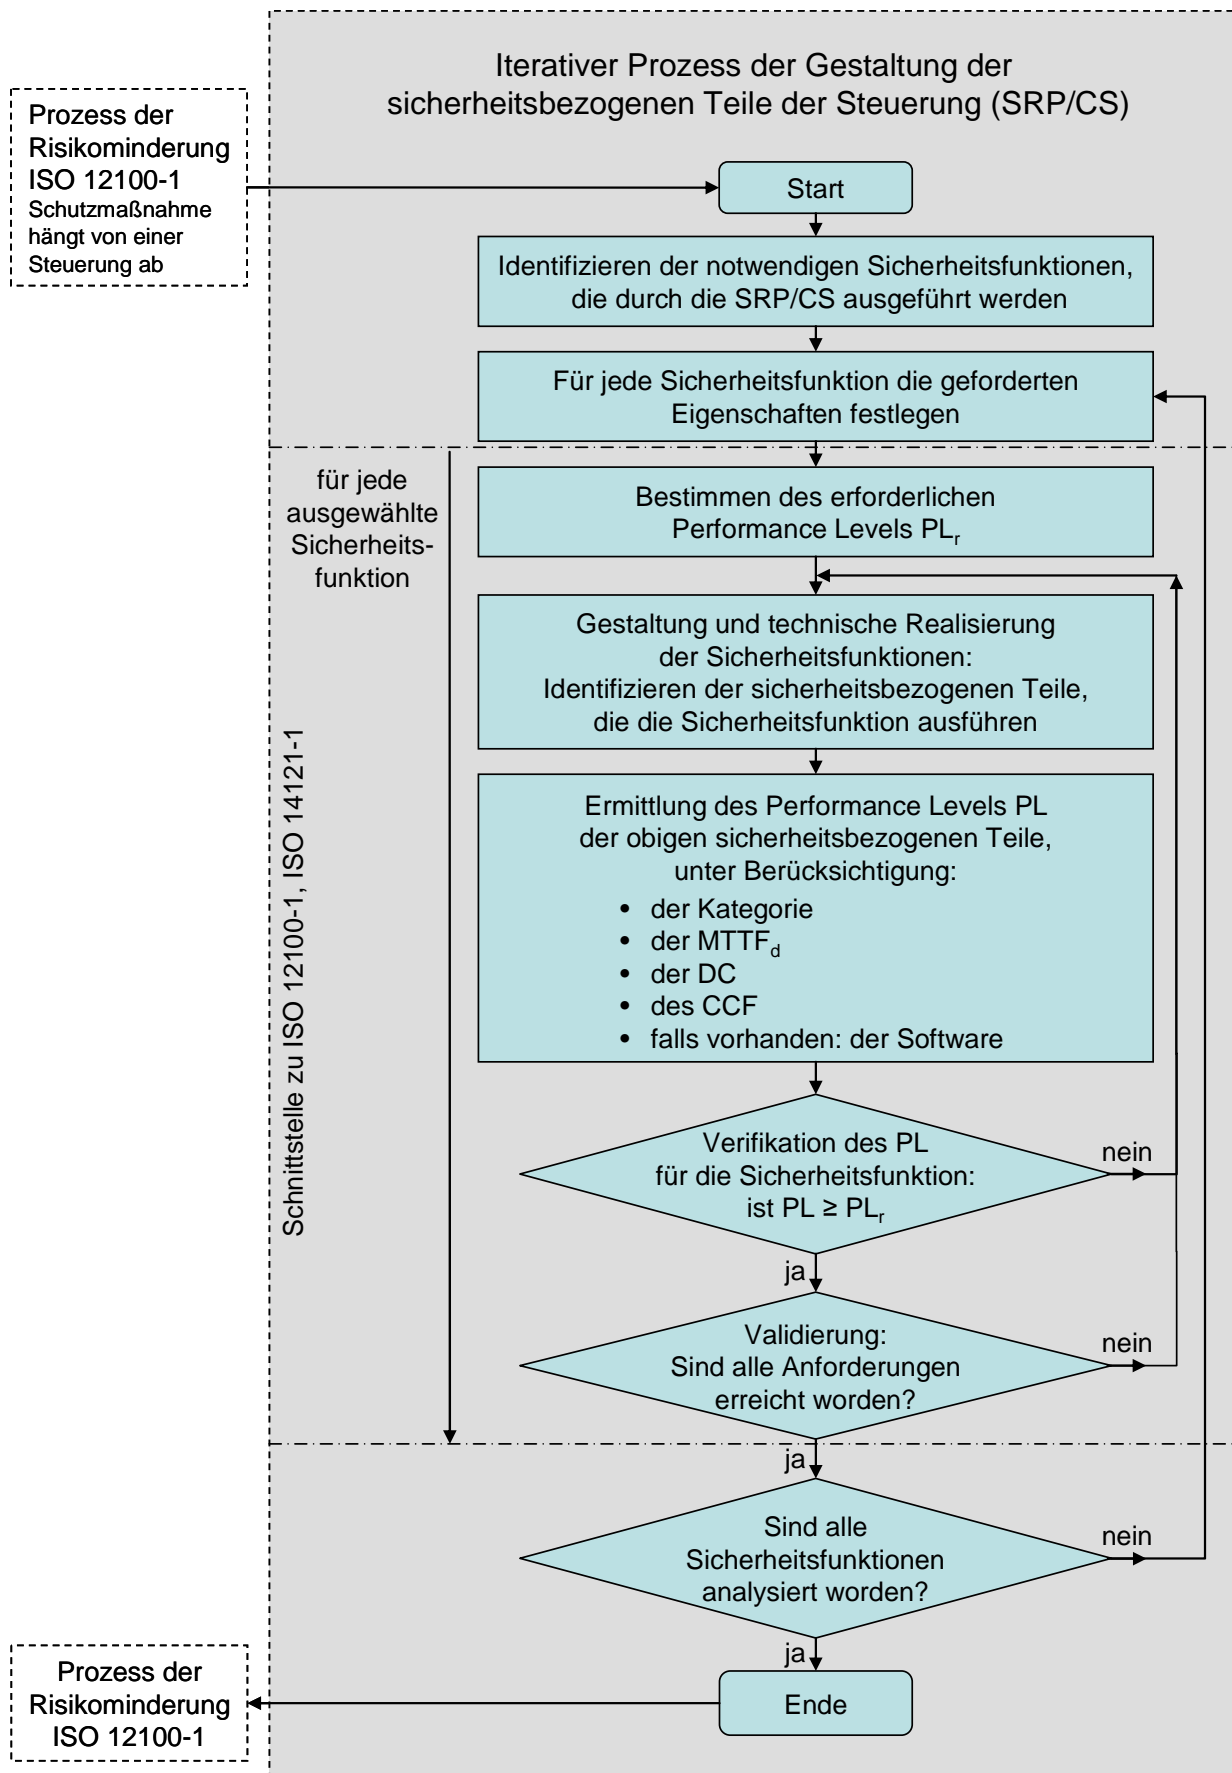 Iterativer Prozess der Gestaltung der
sicherheitsbezogenen Teile der Steuerung (SRP/CS)
Prozess der
Risikominderung
ISO 12100-1
Schutzmaßnahme
hängt von einer
Steuerung ab
Start
Identifizieren der notwendigen Sicherheitsfunktionen,
die durch die SRP/CS ausgeführt werden
Für jede Sicherheitsfunktion die geforderten
Eigenschaften festlegen
für jede
ausgewählte
Sicherheits-
funktion
Bestimmen des erforderlichen
Performance Levels PLr
Gestaltung und technische Realisierung
der Sicherheitsfunktionen:
Identifizieren der sicherheitsbezogenen Teile,
die die Sicherheitsfunktion ausführen
Schnittstelle zu ISO 12100-1, ISO 14121-1
Ermittlung des Performance Levels PL
der obigen sicherheitsbezogenen Teile,
unter Berücksichtigung:
• der Kategorie
• der MTTFd
• der DC
• des CCF
• falls vorhanden: der Software
Verifikation des PL
für die Sicherheitsfunktion:
ist PL ≥ PLr
nein
ja
Validierung:
Sind alle Anforderungen
erreicht worden?
nein
ja
Sind alle
Sicherheitsfunktionen
analysiert worden?
nein
ja
Ende
Prozess der
Risikominderung
ISO 12100-1